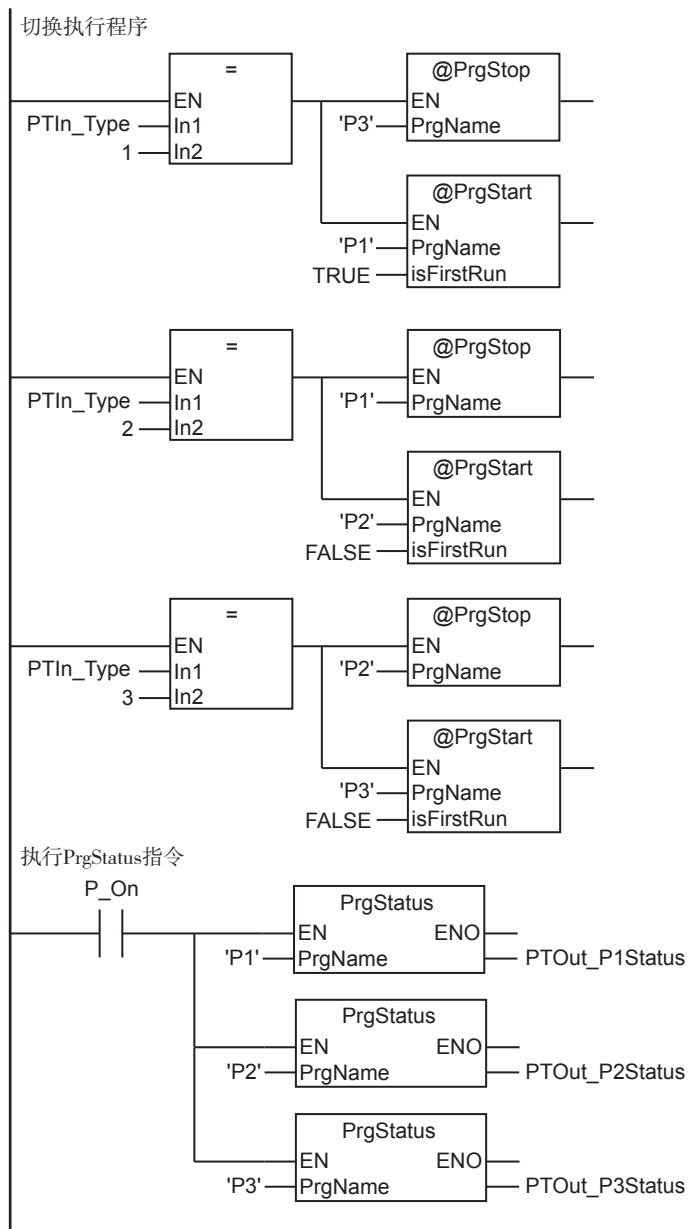 切换执行程序
=
@PrgStop
EN
EN
PTIn_Type
In1
'P3'
PrgName
1
In2
@PrgStart
EN
'P1'
PrgName
TRUE
isFirstRun
=
@PrgStop
EN
EN
PTIn_Type
In1
'P1'
PrgName
2
In2
@PrgStart
EN
'P2'
PrgName
FALSE
isFirstRun
=
@PrgStop
EN
EN
PTIn_Type
In1
'P2'
PrgName
3
In2
@PrgStart
EN
'P3'
PrgName
FALSE
isFirstRun
执行PrgStatus指令
P_On
PrgStatus
EN
ENO
'P1'
PrgName
PTOut_P1Status
PrgStatus
EN
ENO
'P2'
PrgName
PTOut_P2Status
PrgStatus
EN
ENO
'P3'
PrgName
PTOut_P3Status